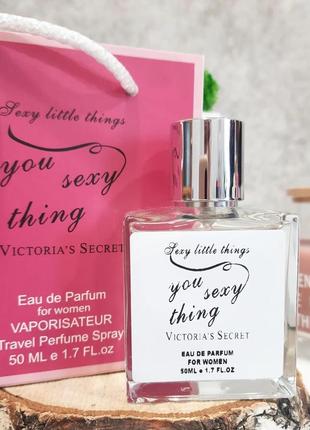 Sexy little things
you sexy
thing
VICTORIA'S SECRET
Eau de Parfum
for women
VAPORISATEUR
Travel Perfume Spray
50 ML e 1.7 FL.oz
Sexy little things
you sexy
thing
VICTORIA'S SECRET
EAU DE PARFUM
FOR WOMEN
50ML e 1.7 FL.OZ